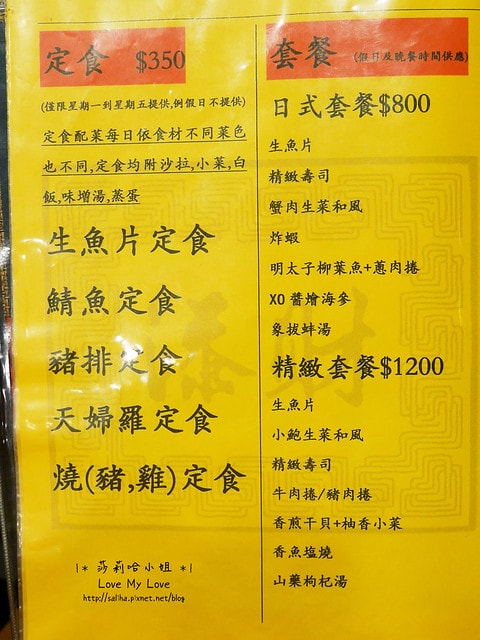 定食 $350
(僅限星期一到星期五提供,例假日不提供)
定食配菜每日依食材不同菜色
也不同,定食均附沙拉,小菜,白
飯,味增湯,蒸蛋
生魚片定食
鯖魚定食
豬排定食
天婦羅定食
燒(豬,雞)定食
|* 莎莉哈小姐 *|
Love My Love
http://saliha.pixnet.net/blog
套餐 (假日及晚餐時間供應)
日式套餐$800
生魚片
精緻壽司
蟹肉生菜和風
炸蝦
明太子柳葉魚+蔥肉捲
XO醬燴海參
象拔蚌湯
精緻套餐$1200
生魚片
小鮑生菜和風
精緻壽司
牛肉捲/豬肉捲
香煎干貝+柚香小菜
香魚塩燒
山藥枸杞湯